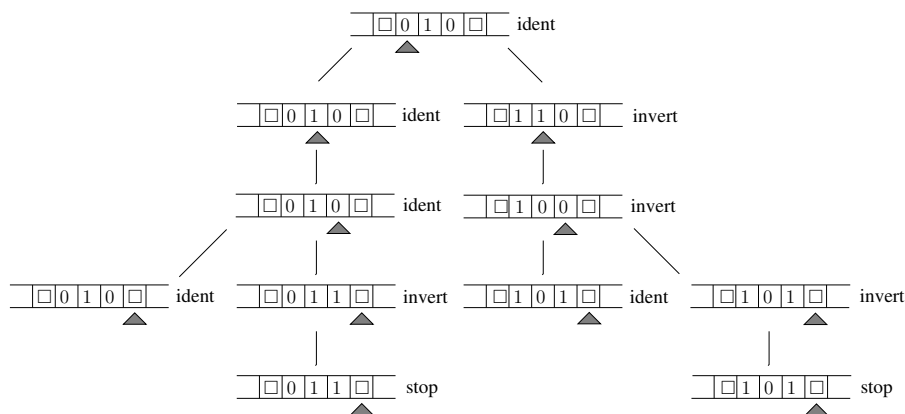 □ 0 1 0 □ ident
□ 0 1 0 □ ident □ 1 1 0 □ invert
□ 0 1 0 □ ident □ 1 0 0 □ invert
□ 0 1 0 □ ident □ 0 1 1 □ invert □ 1 0 1 □ ident □ 1 0 1 □ invert
□ 0 1 1 □ stop □ 1 0 1 □ stop